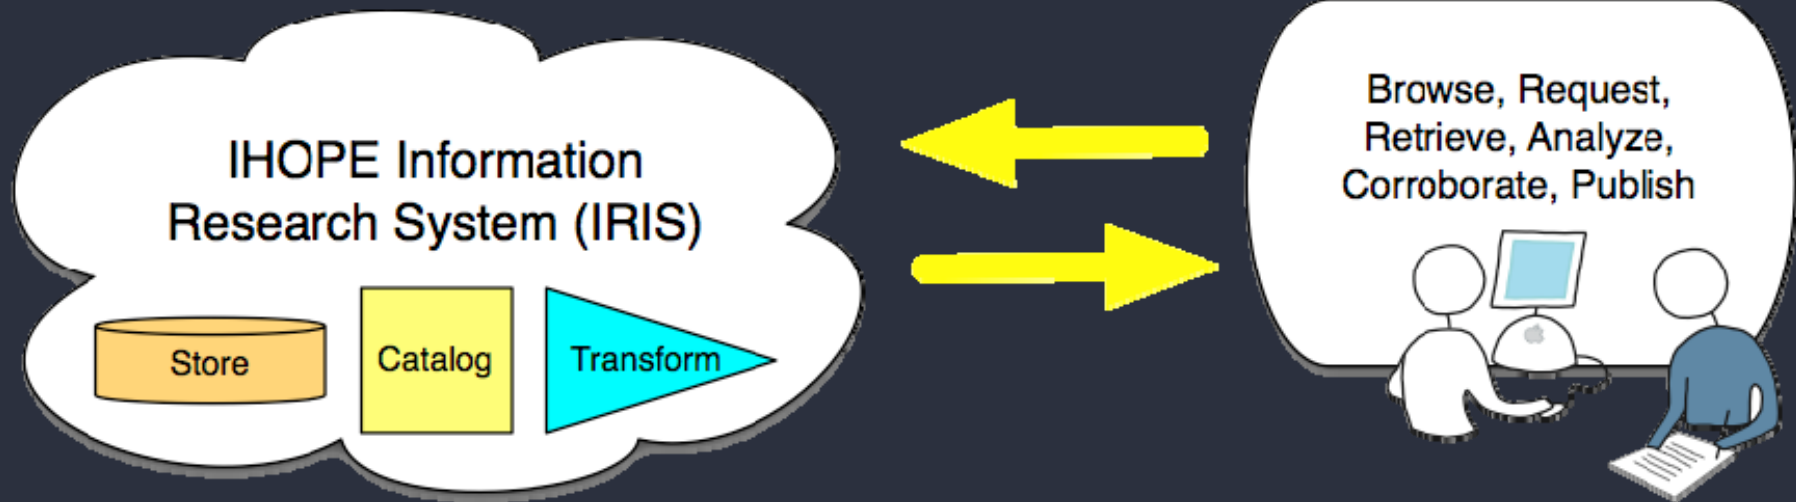 IHOPE Information
Research System (IRIS)
Store
Catalog
Transform
Browse, Request,
Retrieve, Analyze,
Corroborate, Publish